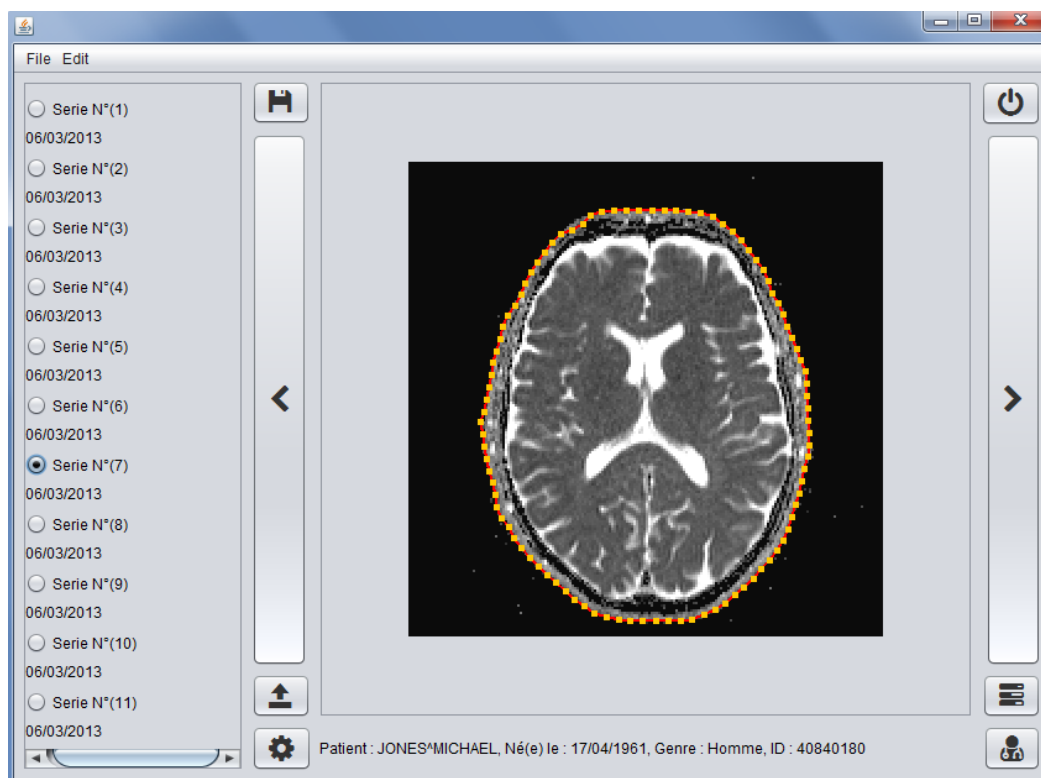 File Edit
Serie N°(1)
06/03/2013
Serie N°(2)
06/03/2013
Serie N°(3)
06/03/2013
Serie N°(4)
06/03/2013
Serie N°(5)
06/03/2013
Serie N°(6)
06/03/2013
Serie N°(7)
06/03/2013
Serie N°(8)
06/03/2013
Serie N°(9)
06/03/2013
Serie N°(10)
06/03/2013
Serie N°(11)
06/03/2013
Patient : JONES^MICHAEL, Né(e) le : 17/04/1961, Genre : Homme, ID : 40840180